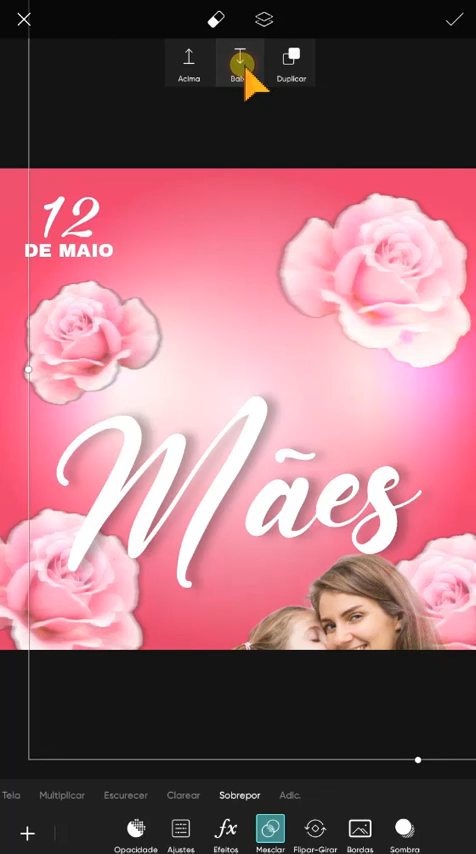 Acima
Duplicar
12
DE MAIO
Mães
Tela
Multiplicar
Escurecer
Clarear
Sobrepor
Adic.
Opacidade
Ajustes
Efeitos
Mesclar
Flipar-Girar
Bordas
Sombra